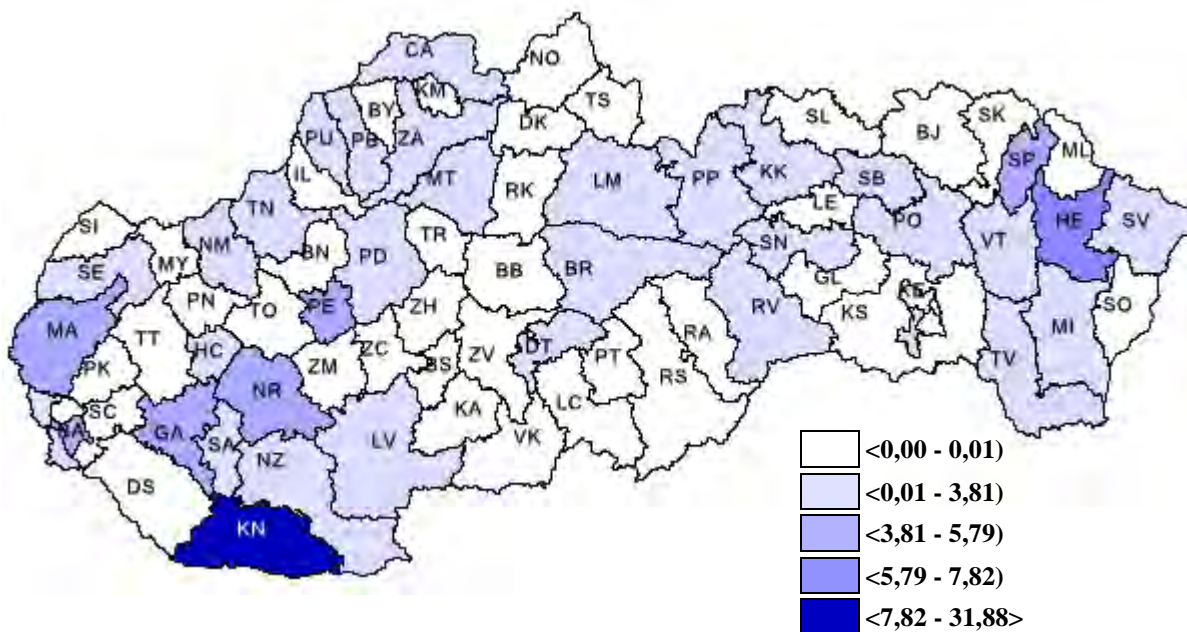 CA
NO
KM
BY
TS
PU
PB
ZA
DK
SL
BJ
SK
ML
SP
IL
MT
RK
LM
PP
KK
SB
LE
HE
SV
TN
SI
NM
BN
PD
TR
PO
VT
SN
SE
MY
BB
BR
GL
PN
TO
PE
ZH
RV
KS
SO
MA
TT
HC
ZM
ZC
BS
ZV
DT
PT
RA
MI
TV
PK
NR
RS
SC
GA
SA
NZ
LV
KA
VK
LC
DS
KN
<0,00 - 0,01)
<0,01 - 3,81)
<3,81 - 5,79)
<5,79 - 7,82)
<7,82 - 31,88>